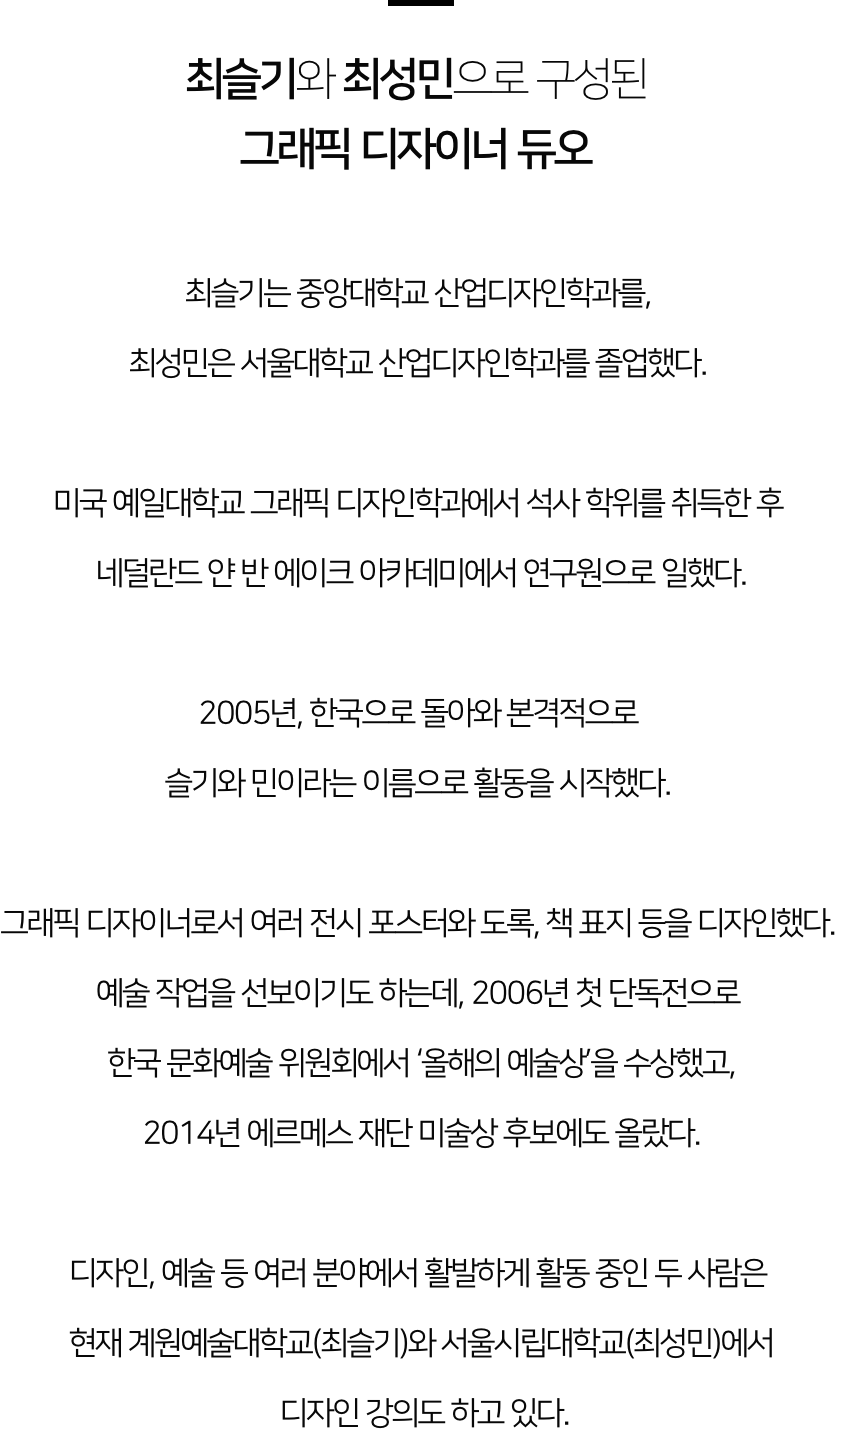 최슬기와 최성민으로 구성된
그래픽 디자이너 듀오
최슬기는 중앙대학교 산업디자인학과를,
최성민은 서울대학교 산업디자인학과를 졸업했다.
미국 예일대학교 그래픽 디자인학과에서 석사 학위를 취득한 후
네덜란드 얀 반 에이크 아카데미에서 연구원으로 일했다.
2005년, 한국으로 돌아와 본격적으로
슬기와 민이라는 이름으로 활동을 시작했다.
그래픽 디자이너로서 여러 전시 포스터와 도록, 책 표지 등을 디자인했다.
예술 작업을 선보이기도 하는데, 2006년 첫 단독전으로
한국 문화예술 위원회에서 ‘올해의 예술상’을 수상했고,
2014년 에르메스 재단 미술상 후보에도 올랐다.
디자인, 예술 등 여러 분야에서 활발하게 활동 중인 두 사람은
현재 계원예술대학교(최슬기)와 서울시립대학교(최성민)에서
디자인 강의도 하고 있다.